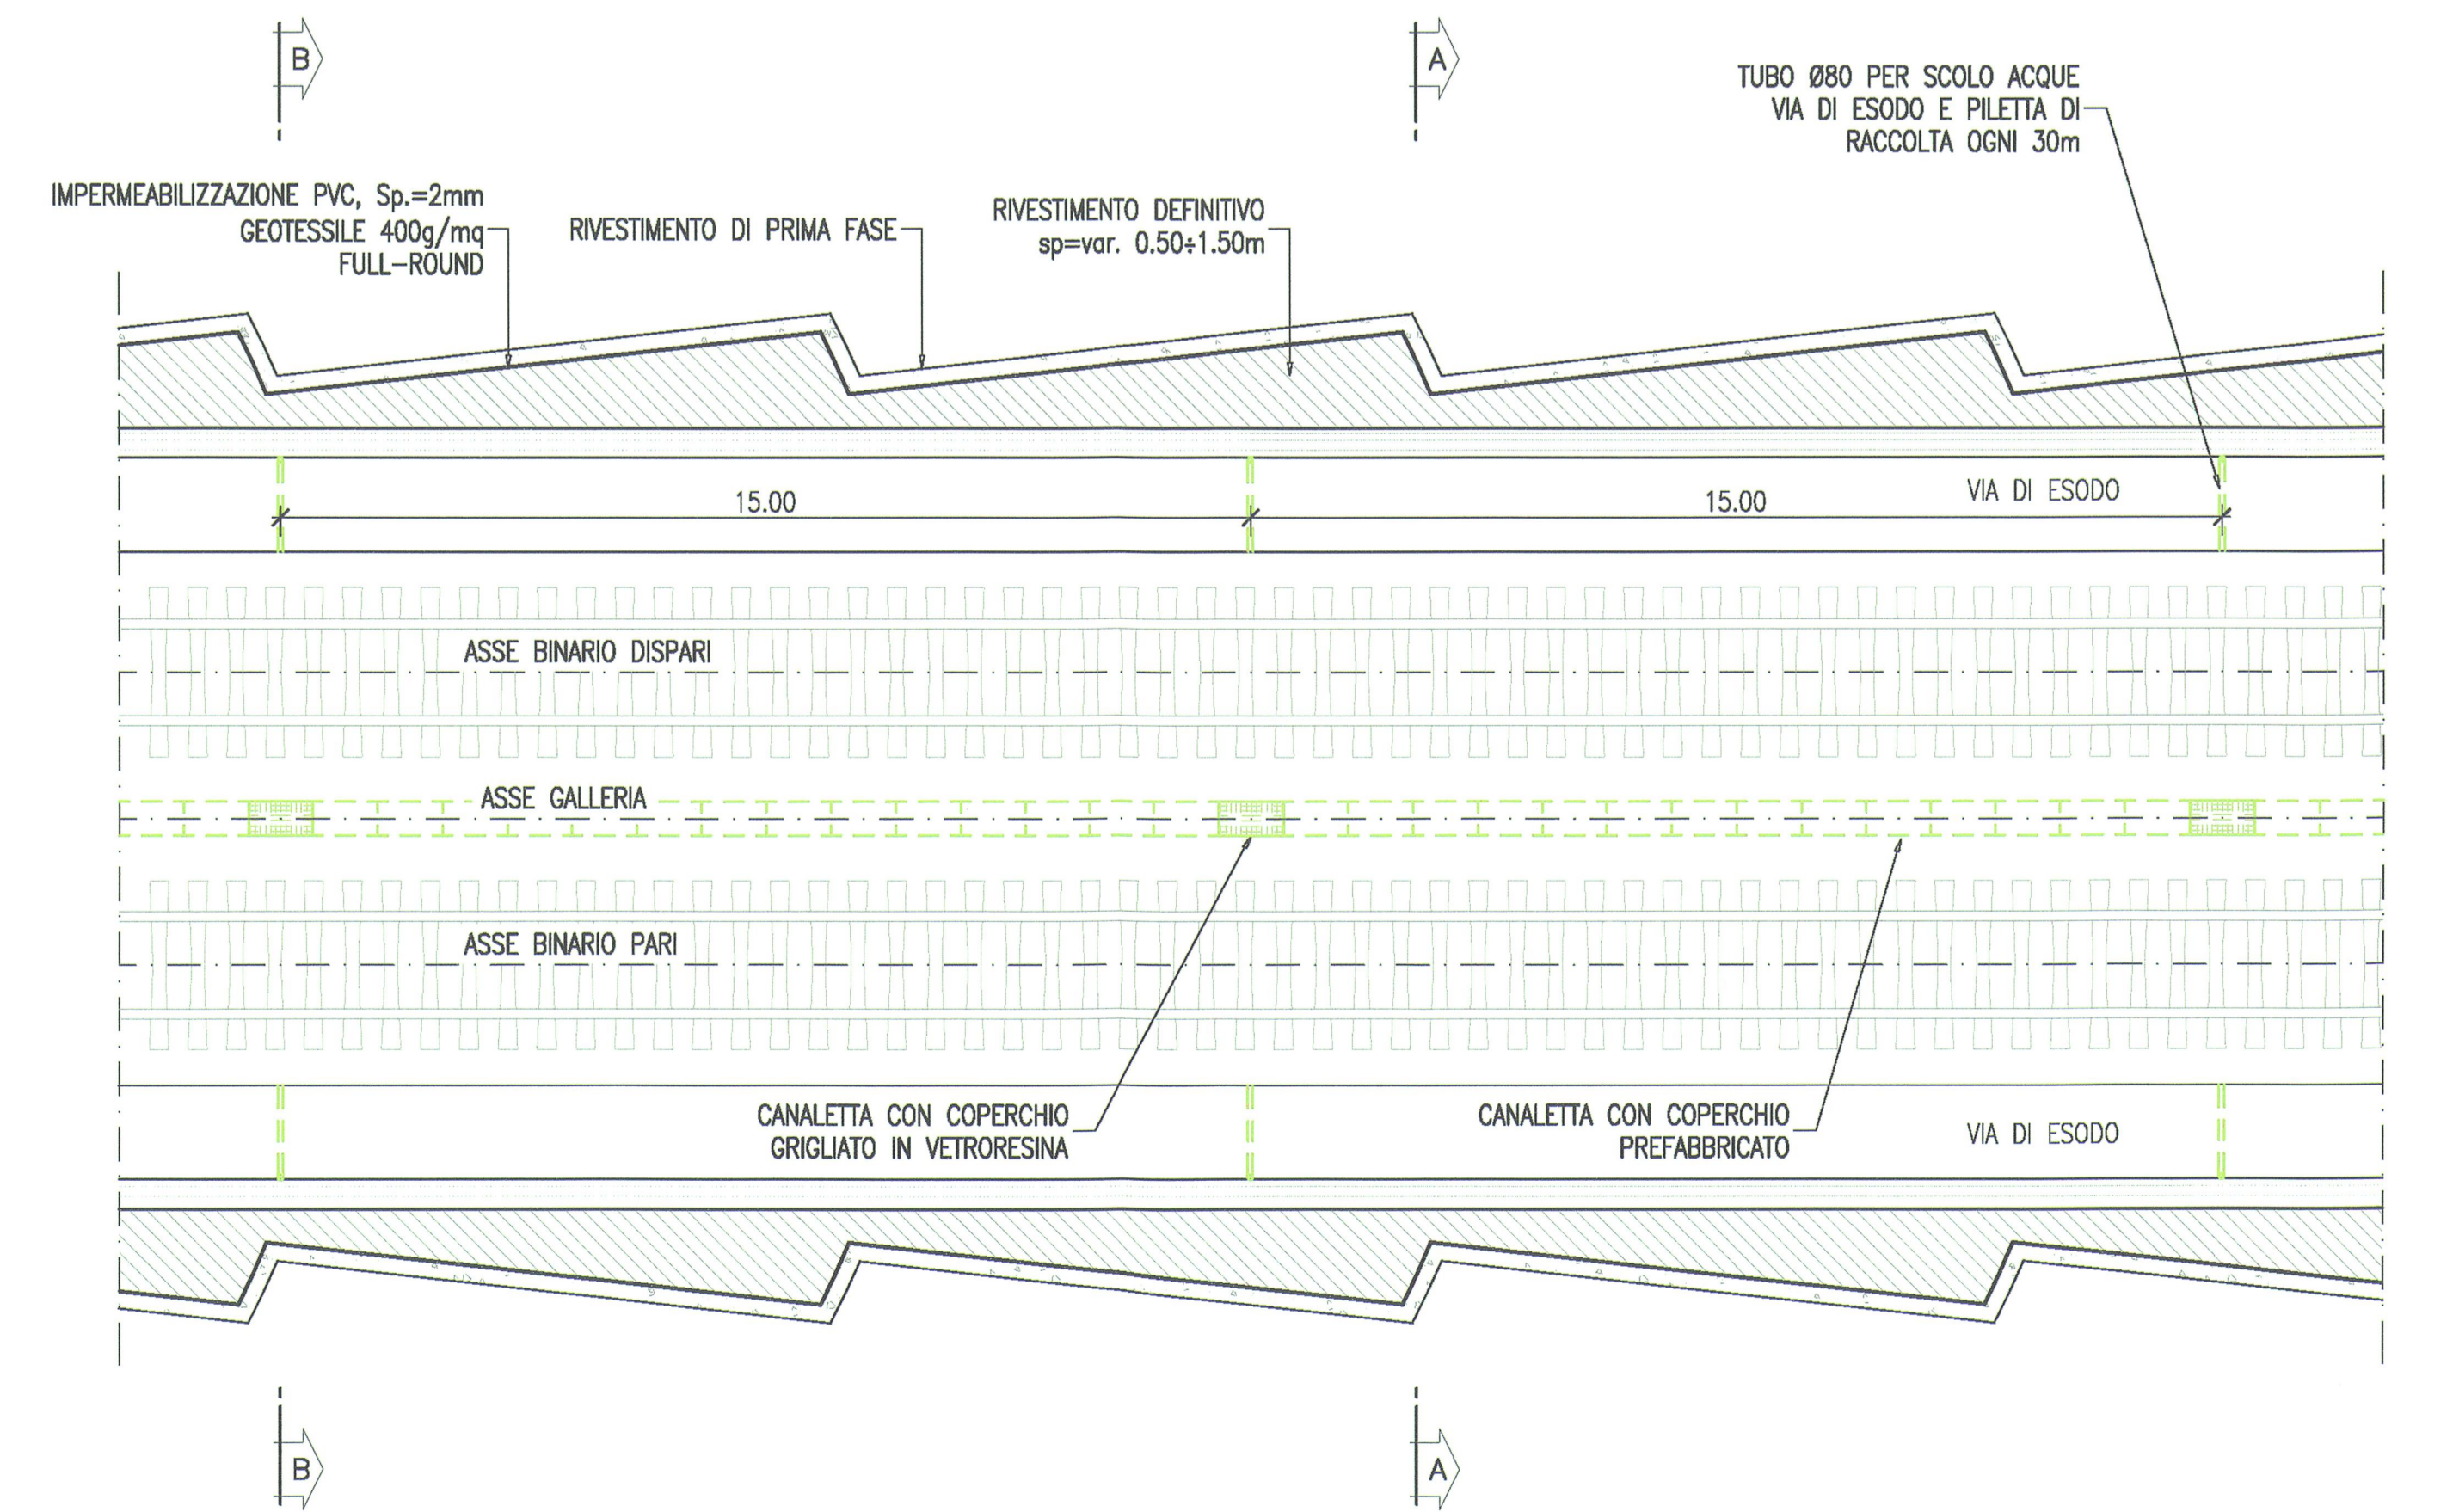 B
A
TUBO Ø80 PER SCOLO ACQUE
VIA DI ESODO E PILETTA DI
RACCOLTA OGNI 30m
IMPERMEABILIZZAZIONE PVC, Sp.=2mm
GEOTESSILE 400g/mq
FULL-ROUND
RIVESTIMENTO DI PRIMA FASE
RIVESTIMENTO DEFINITIVO
sp=var. 0.50÷1.50m
15.00
15.00
VIA DI ESODO
ASSE BINARIO DISPARI
ASSE GALLERIA
ASSE BINARIO PARI
CANALETTA CON COPERCHIO
GRIGLIATO IN VETRORESINA
CANALETTA CON COPERCHIO
PREFABBRICATO
VIA DI ESODO
B
A